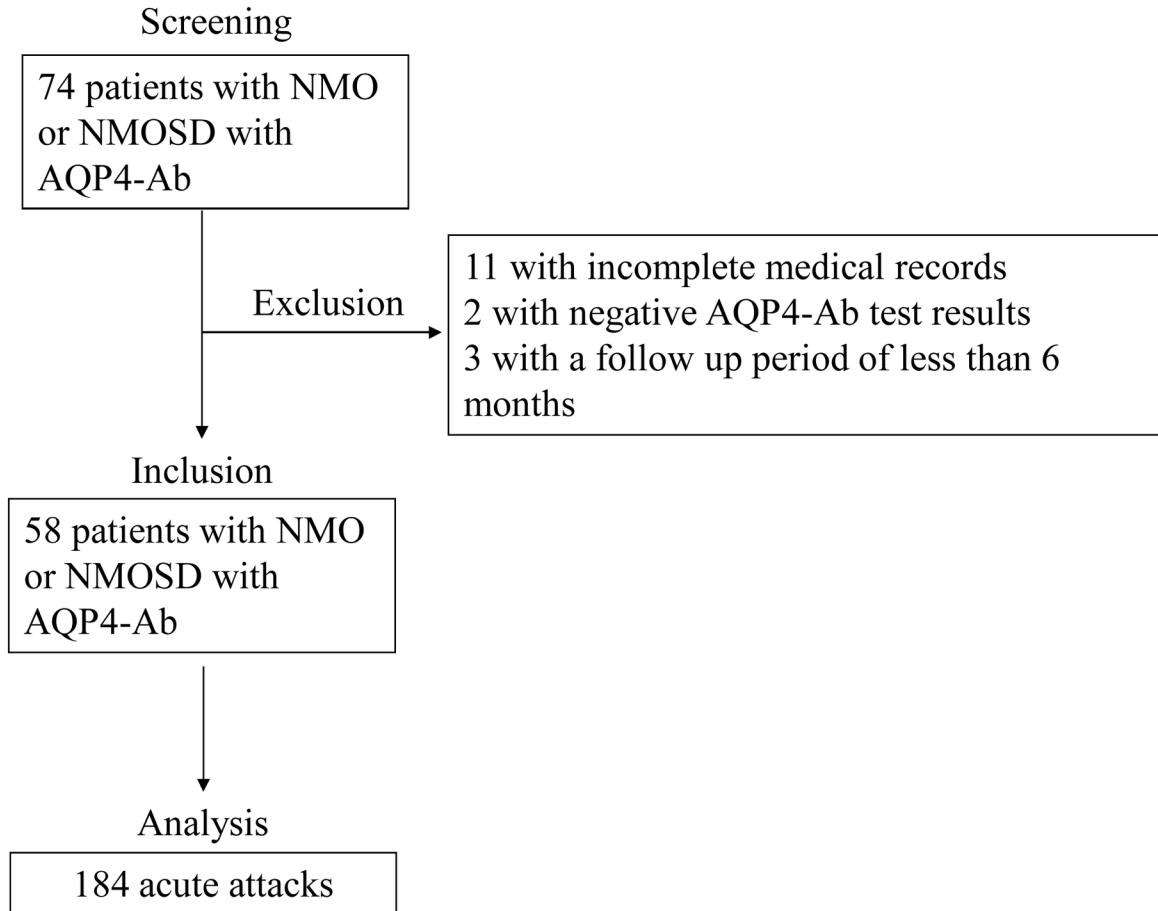 Screening
74 patients with NMO
or NMOSD with
AQP4-Ab
Exclusion
11 with incomplete medical records
2 with negative AQP4-Ab test results
3 with a follow up period of less than 6
months
Inclusion
58 patients with NMO
or NMOSD with
AQP4-Ab
Analysis
184 acute attacks